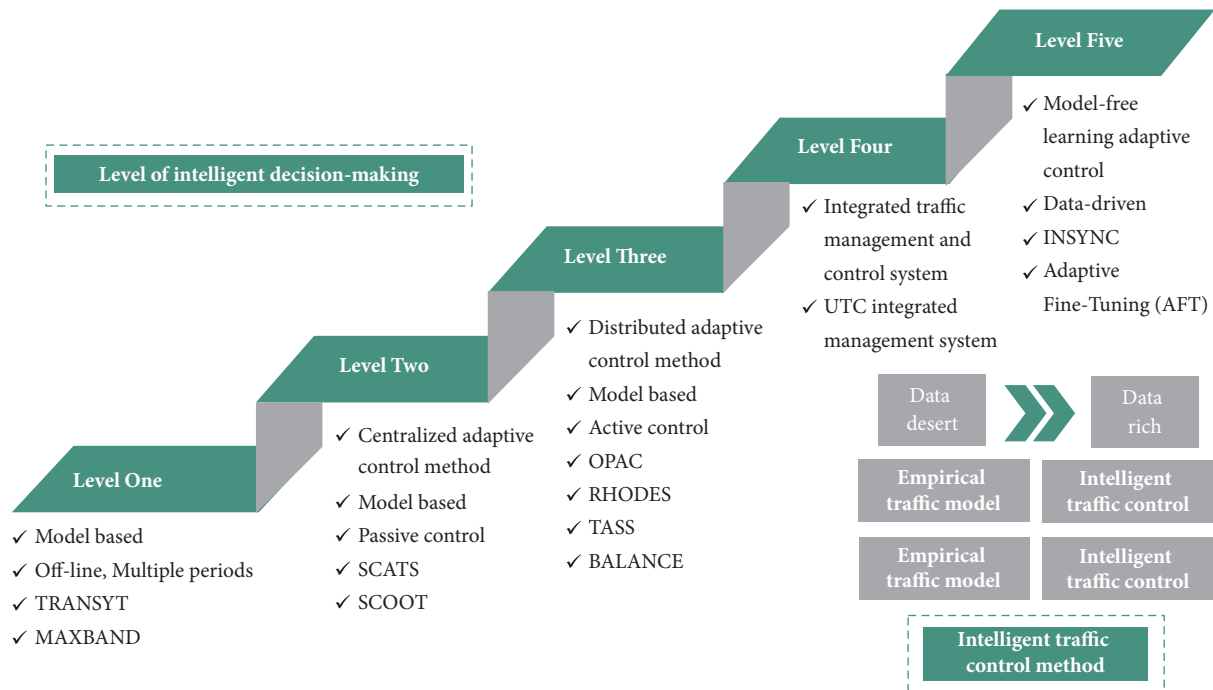 Level of intelligent decision-making
Level One
✓ Model based
✓ Off-line, Multiple periods
✓ TRANSYT
✓ MAXBAND
Level Two
✓ Centralized adaptive
control method
✓ Model based
✓ Passive control
✓ SCATS
✓ SCOOT
Level Three
✓ Distributed adaptive
control method
✓ Model based
✓ Active control
✓ OPAC
✓ RHODES
✓ TASS
✓ BALANCE
Level Four
✓ Integrated traffic
management and
control system
✓ UTC integrated
management system
Level Five
✓ Model-free
learning adaptive
control
✓ Data-driven
✓ INSYNC
✓ Adaptive
Fine-Tuning (AFT)
Data
desert
Data
rich
Empirical
traffic model
Intelligent
traffic control
Empirical
traffic model
Intelligent
traffic control
Intelligent traffic
control method